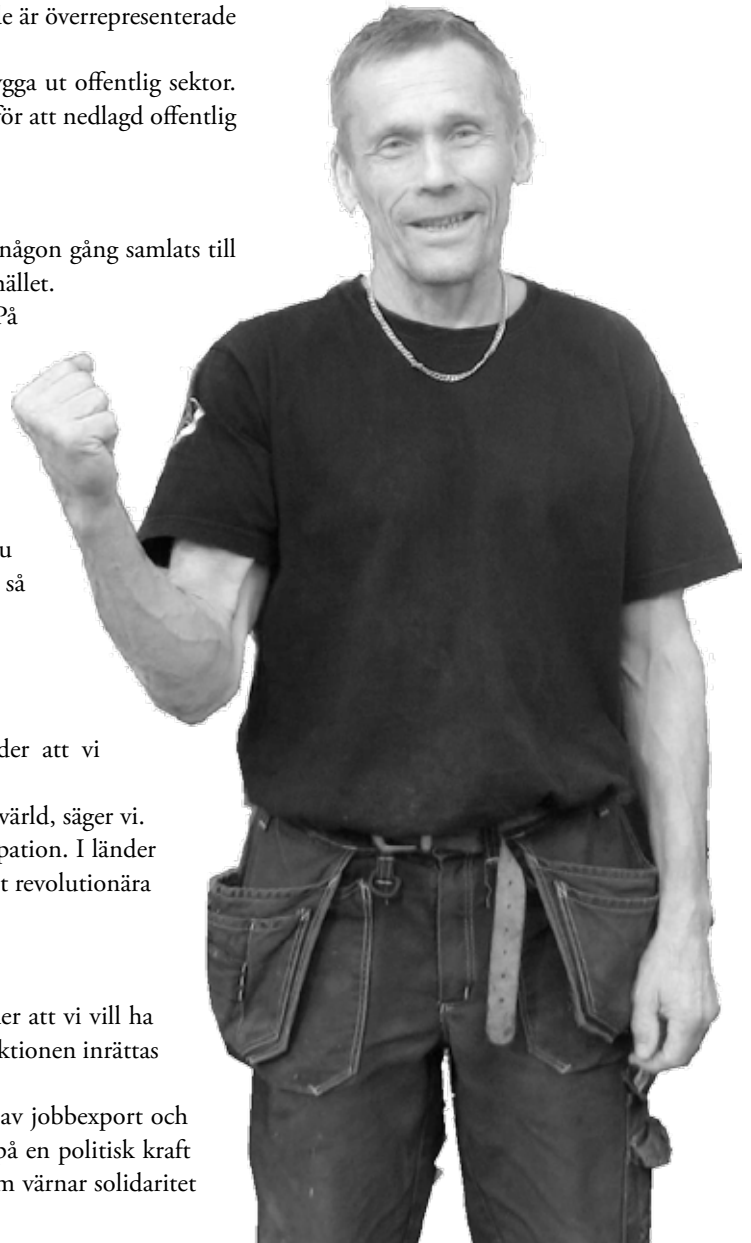 e är överrepresenterade
gga ut offentlig sektor.
för att nedlagd offentlig
någon gång samlats till
hället.
På
u
så
der att vi
värld, säger vi.
pation. I länder
t revolutionära
er att vi vill ha
ktionen inrättas
av jobbexport och
på en politisk kraft
m värnar solidaritet